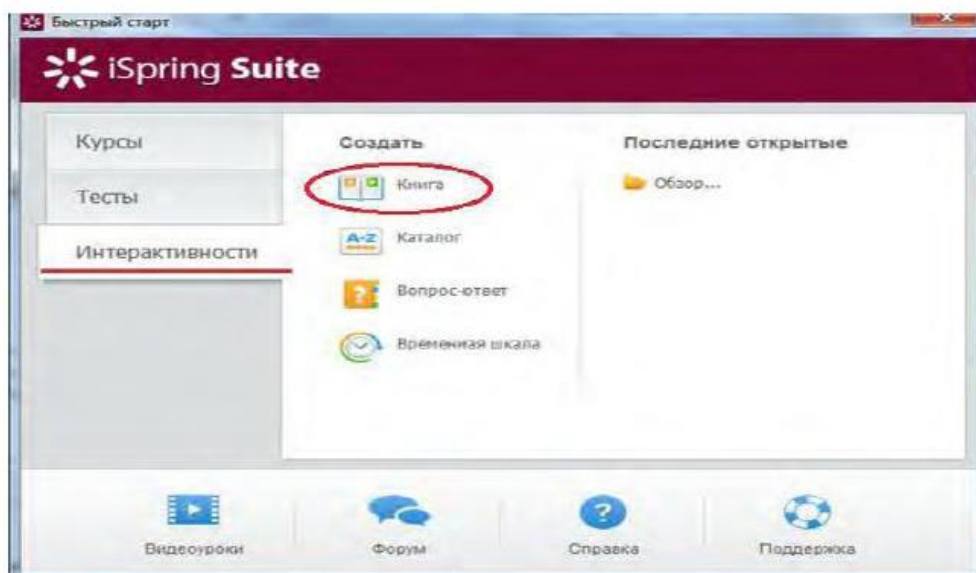 Быстрый старт
iSpring Suite
Курсы
Тесты
Интерактивности
Создать
Книга
A-Z
Каталог
?
Вопрос-ответ
Временная шкала
Последние открытые
Обзор...
?
Видеоуроки
Форум
Справка
Поддержка